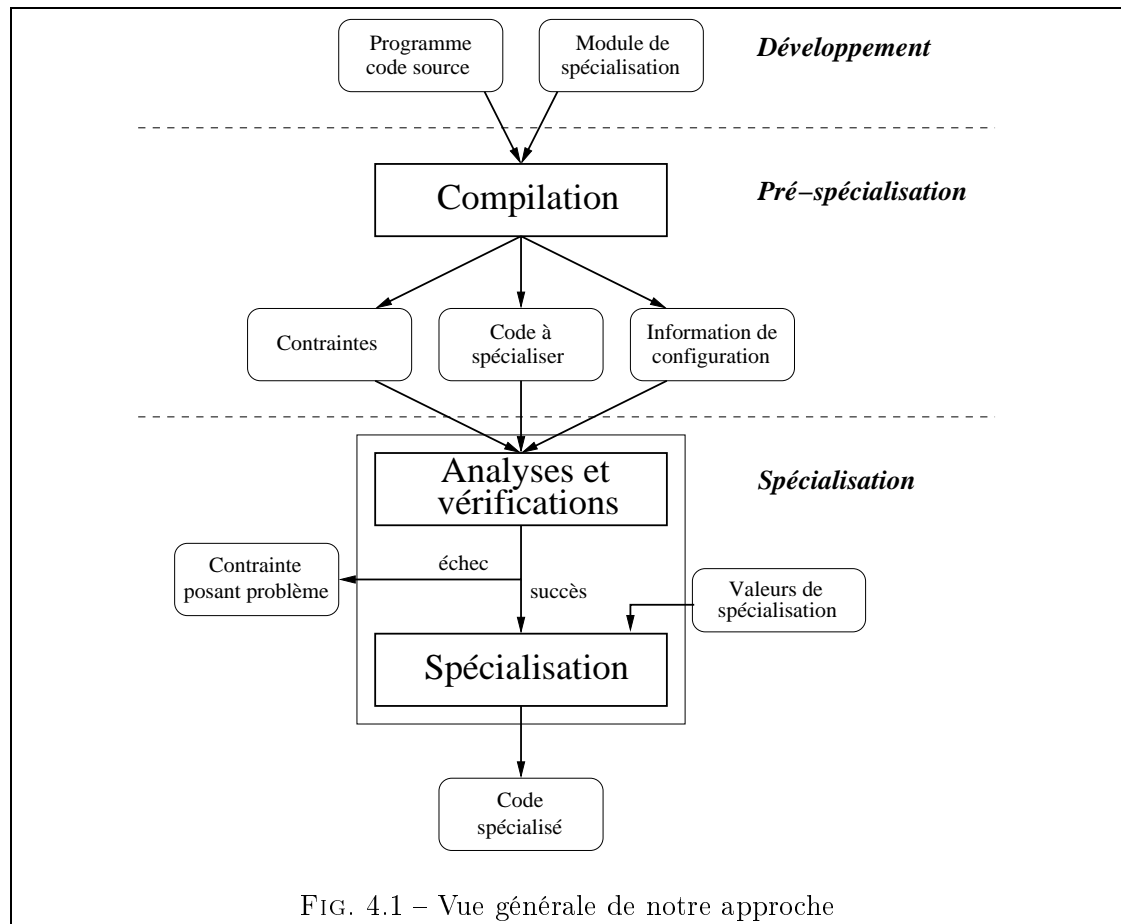 Programme
code source
Module de
spécialisation
Développement
Compilation
Pré−spécialisation
Contraintes
Code à
spécialiser
Information de
configuration
Analyses et
vérifications
Spécialisation
échec
Contrainte
posant problème
succès
Valeurs de
spécialisation
Spécialisation
Code
spécialisé
FIG. 4.1 – Vue générale de notre approche